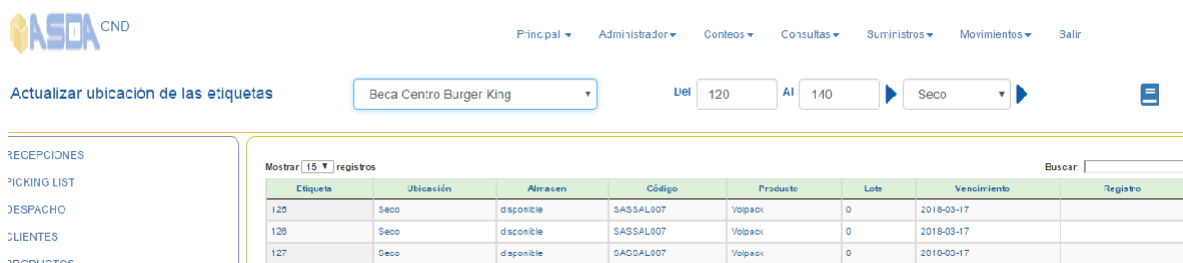 ASDA CND
Principal Administrador Conteos Consultas Suministros Movimientos Salir
Actualizar ubicación de las etiquetas Beca Centro Burger King Del 120 Al 140 Seco
RECEPCIONES
PICKING LIST
DESPACHO
CLIENTES
PRODUCTOS
Mostrar 15 registros Buscar:
Etiqueta Ubicación Almacen Código Producto Lote Vencimiento Registro
125 Seco disponible SASSAL007 Volpack 0 2018-03-17
126 Seco disponible SASSAL007 Volpack 0 2018-03-17
127 Seco disponible SASSAL007 Volpack 0 2018-03-17